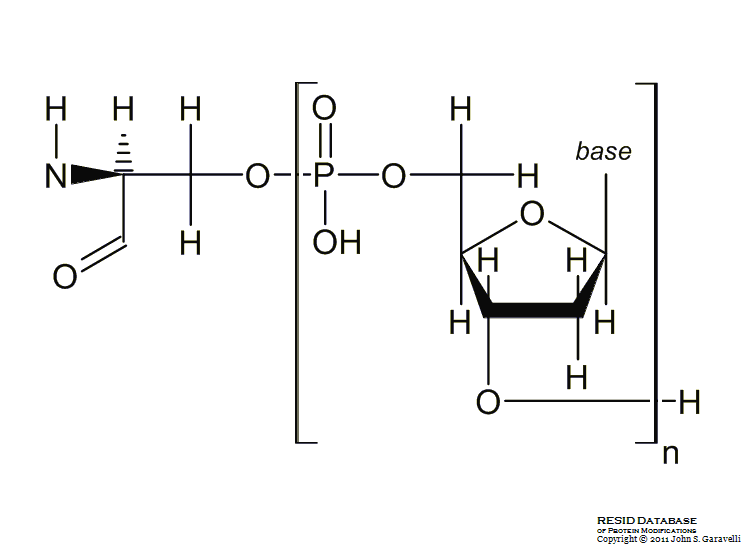 H H H O H
base
N O P O H
O
H OH H H
O
H H
H
O H
n
RESID DATABASE
OF PROTEIN MODIFICATIONS
Copyright © 2011 John S. Garavelli